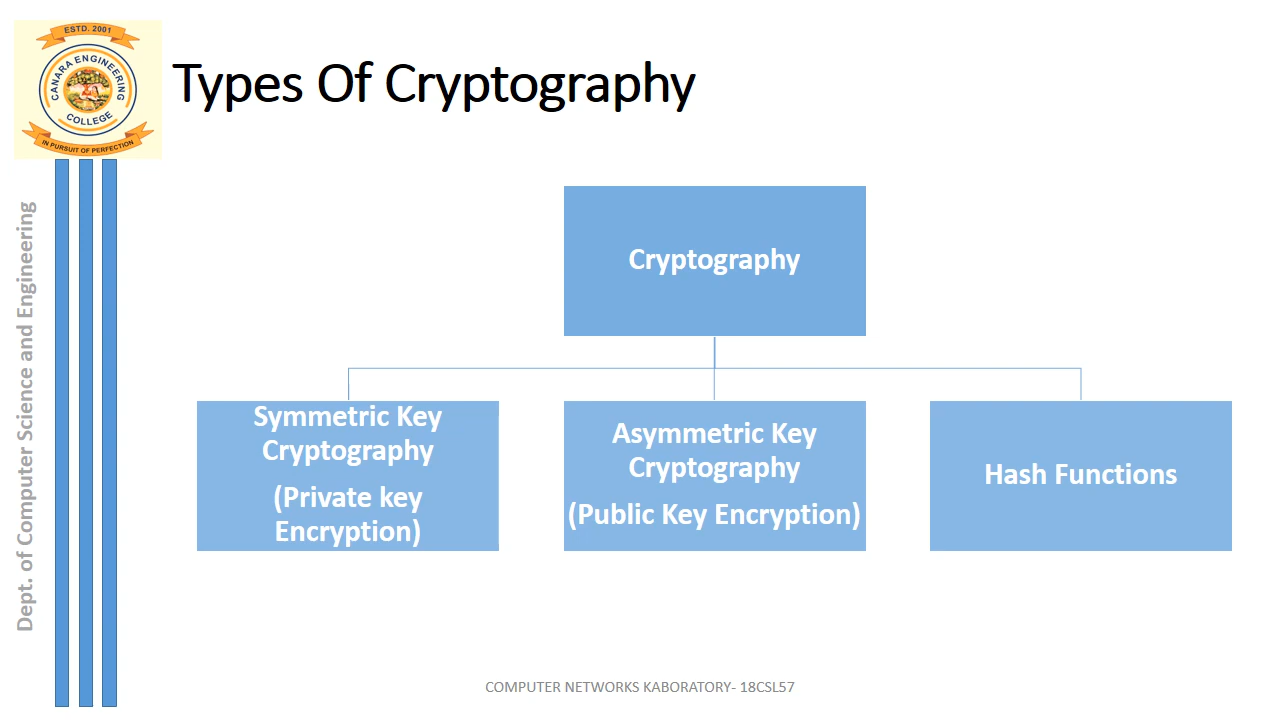 ESTD. 2001
CANARA ENGINEERING
COLLEGE
IN PURSUIT OF PERFECTION
Types Of Cryptography
Dept. of Computer Science and Engineering
Cryptography
Symmetric Key
Cryptography
(Private key
Encryption)
Asymmetric Key
Cryptography
(Public Key Encryption)
Hash Functions
COMPUTER NETWORKS KABORATORY- 18CSL57